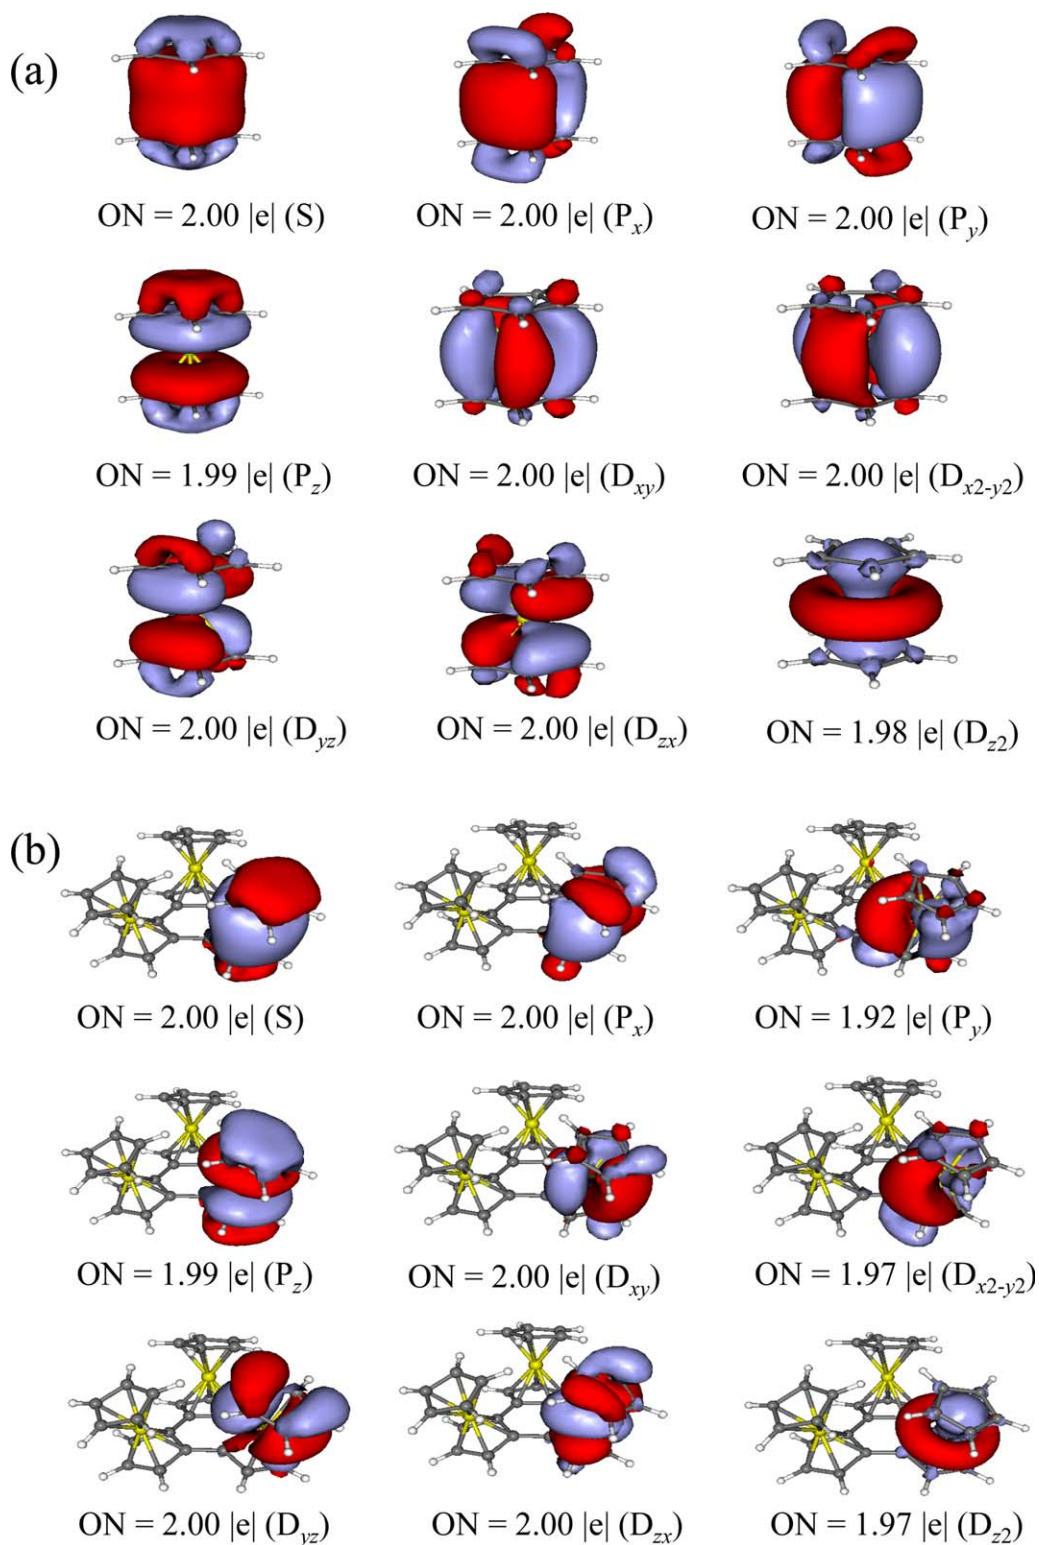 (a)
ON = 2.00 |e| (S) ON = 2.00 |e| (Px) ON = 2.00 |e| (Py)
ON = 1.99 |e| (Pz) ON = 2.00 |e| (Dxy) ON = 2.00 |e| (Dx2-y2)
ON = 2.00 |e| (Dyz) ON = 2.00 |e| (Dzx) ON = 1.98 |e| (Dz2)
(b)
ON = 2.00 |e| (S) ON = 2.00 |e| (Px) ON = 1.92 |e| (Py)
ON = 1.99 |e| (Pz) ON = 2.00 |e| (Dxy) ON = 1.97 |e| (Dx2-y2)
ON = 2.00 |e| (Dyz) ON = 2.00 |e| (Dzx) ON = 1.97 |e| (Dz2)